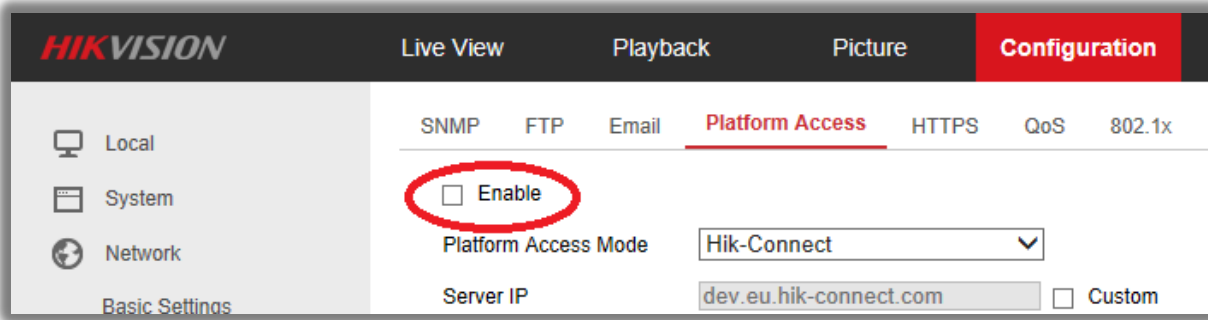 HIKVISION Live View Playback Picture Configuration
SNMP FTP Email Platform Access HTTPS QoS 802.1x
Local
System
Network
Basic Settings
Enable
Platform Access Mode Hik-Connect
Server IP dev.eu.hik-connect.com Custom